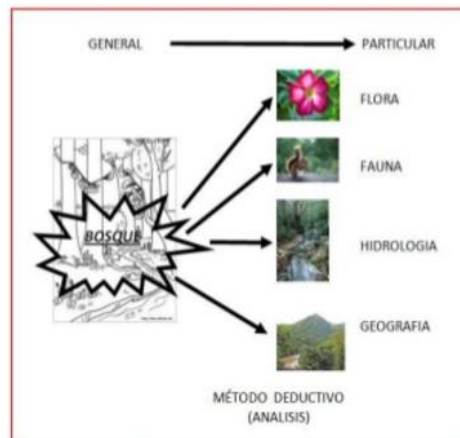 GENERAL
PARTICULAR
FLORA
FAUNA
BOSQUE
HIDROLOGIA
GEOGRAFIA
MÉTODO DEDUCTIVO
(ANALISIS)